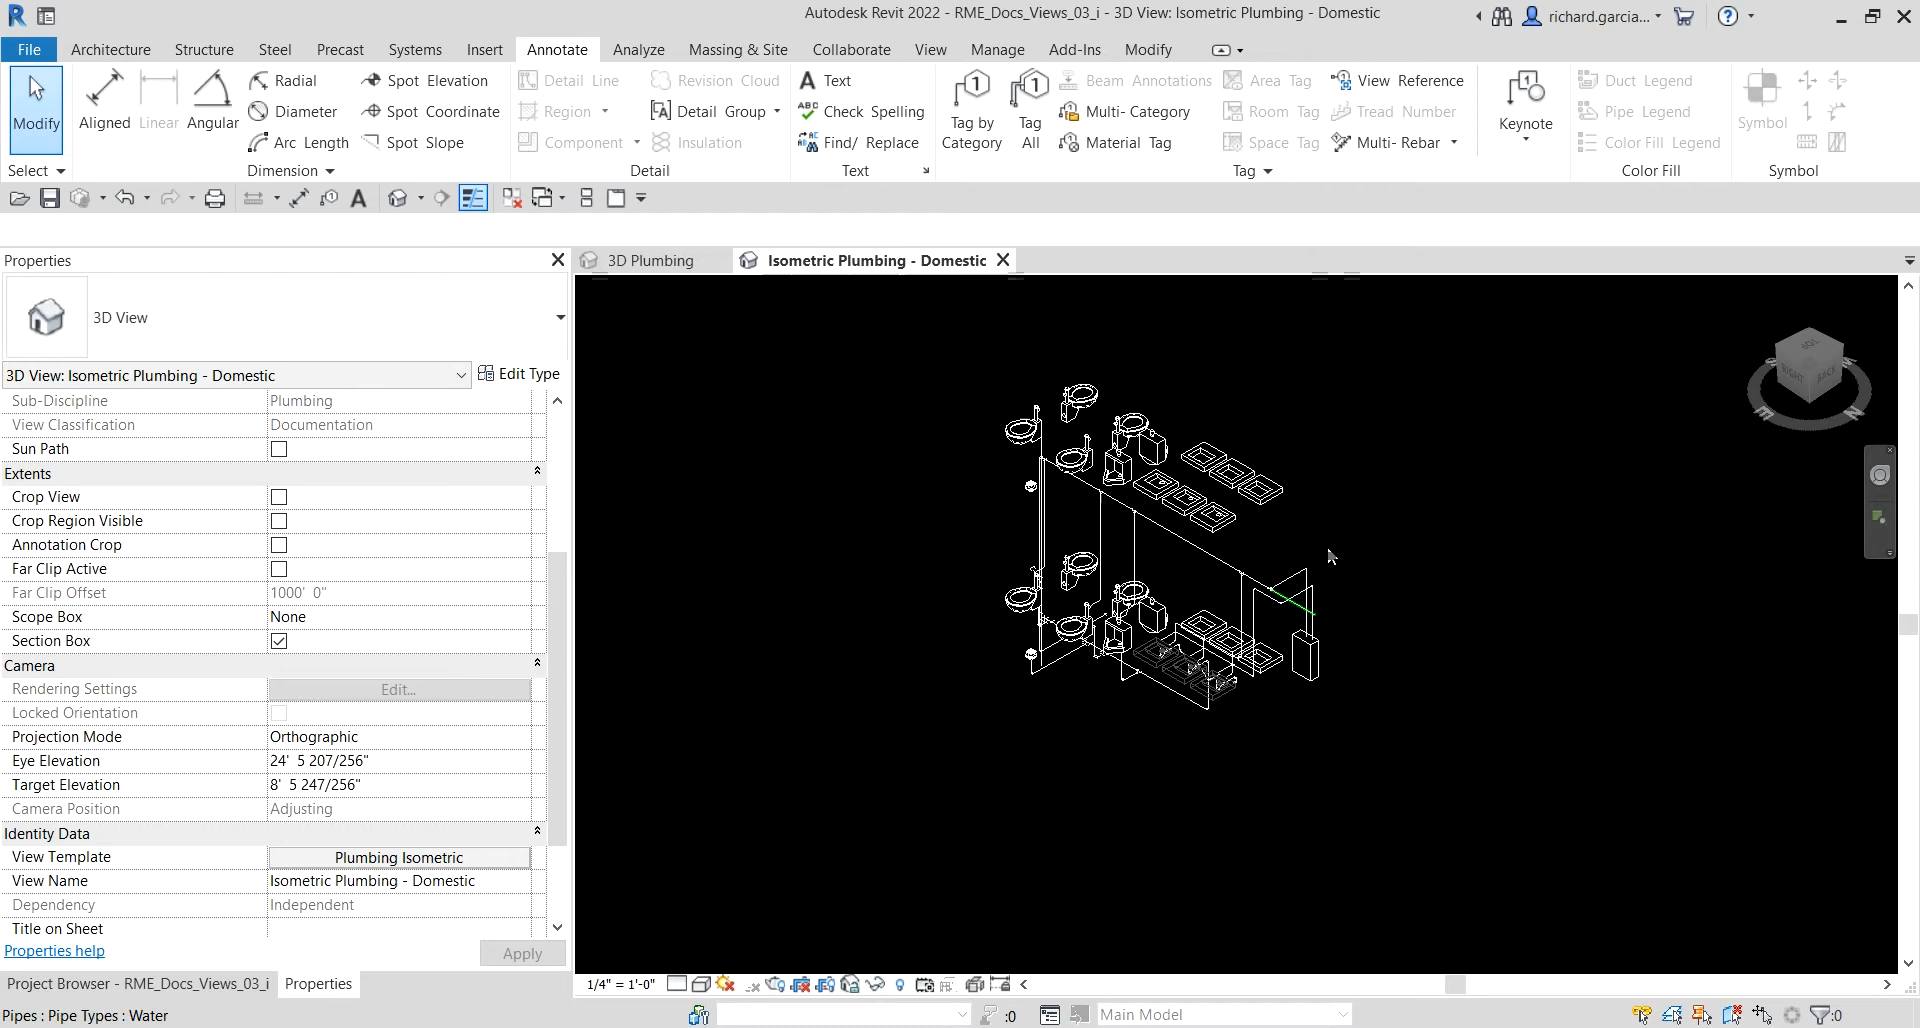 Autodesk Revit 2022 - RME_Docs_Views_03_i - 3D View: Isometric Plumbing - Domestic
richard.garcia...
File Architecture Structure Steel Precast Systems Insert Annotate Analyze Massing & Site Collaborate View Manage Add-Ins Modify
Modify
Select
Aligned
Linear
Angular
Radial
Diameter
Arc Length
Spot Elevation
Spot Coordinate
Spot Slope
Dimension
Detail Line
Region
Component
Revision Cloud
Detail Group
Insulation
Detail
Text
Check Spelling
Find/ Replace
Text
Tag by
Category
Tag
All
Beam Annotations
Multi- Category
Material Tag
Area Tag
Room Tag
Space Tag
View Reference
Tread Number
Multi- Rebar
Tag
Keynote
Duct Legend
Pipe Legend
Color Fill Legend
Color Fill
Symbol
Symbol
Properties
3D Plumbing
Isometric Plumbing - Domestic
3D View
3D View: Isometric Plumbing - Domestic
Edit Type
Sub-Discipline Plumbing
View Classification Documentation
Sun Path
Extents
Crop View
Crop Region Visible
Annotation Crop
Far Clip Active
Far Clip Offset 1000' 0"
Scope Box None
Section Box
Camera
Rendering Settings Edit...
Locked Orientation
Projection Mode Orthographic
Eye Elevation 24' 5 207/256"
Target Elevation 8' 5 247/256"
Camera Position Adjusting
Identity Data
View Template Plumbing Isometric
View Name Isometric Plumbing - Domestic
Dependency Independent
Title on Sheet
Properties help
Apply
Project Browser - RME_Docs_Views_03_i
Properties
TOP
RIGHT
BACK
E
N
1/4" = 1'-0"
Pipes : Pipe Types : Water
:0
Main Model
:0